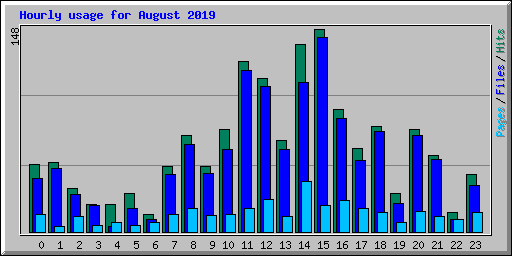 Hourly usage for August 2019
148
Pages / Files / Hits
0 1 2 3 4 5 6 7 8 9 10 11 12 13 14 15 16 17 18 19 20 21 22 23